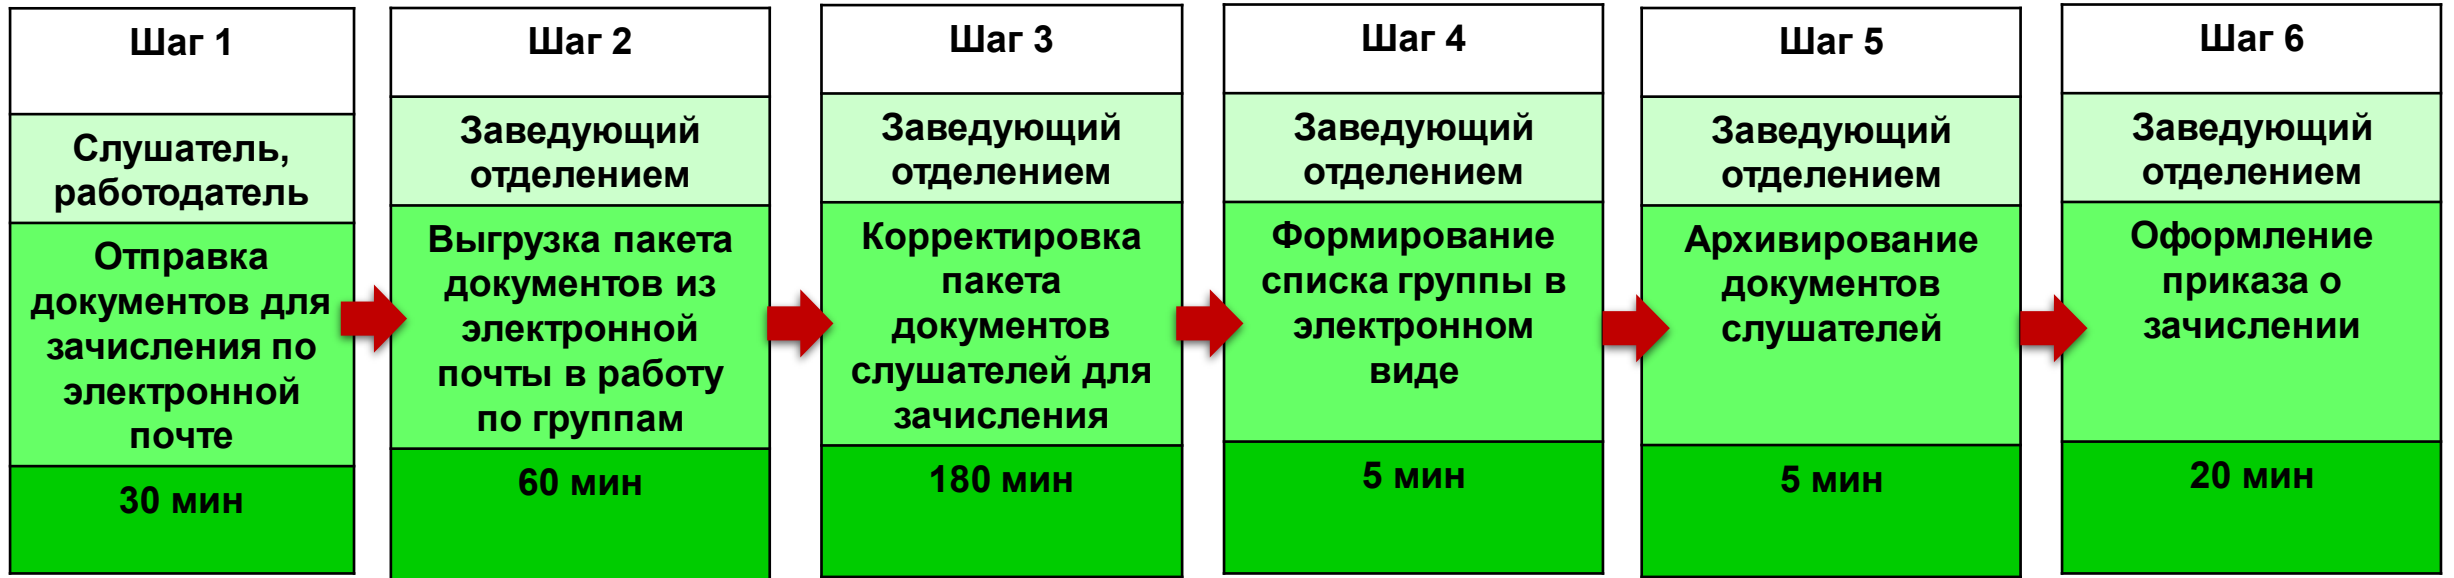 Шаг 1
Слушатель,
работодатель
Отправка
документов для
зачисления по
электронной
почте
30 мин
Шаг 2
Заведующий
отделением
Выгрузка пакета
документов из
электронной
почты в работу
по группам
60 мин
Шаг 3
Заведующий
отделением
Корректировка
пакета
документов
слушателей для
зачисления
180 мин
Шаг 4
Заведующий
отделением
Формирование
списка группы в
электронном
виде
5 мин
Шаг 5
Заведующий
отделением
Архивирование
документов
слушателей
5 мин
Шаг 6
Заведующий
отделением
Оформление
приказа о
зачислении
20 мин